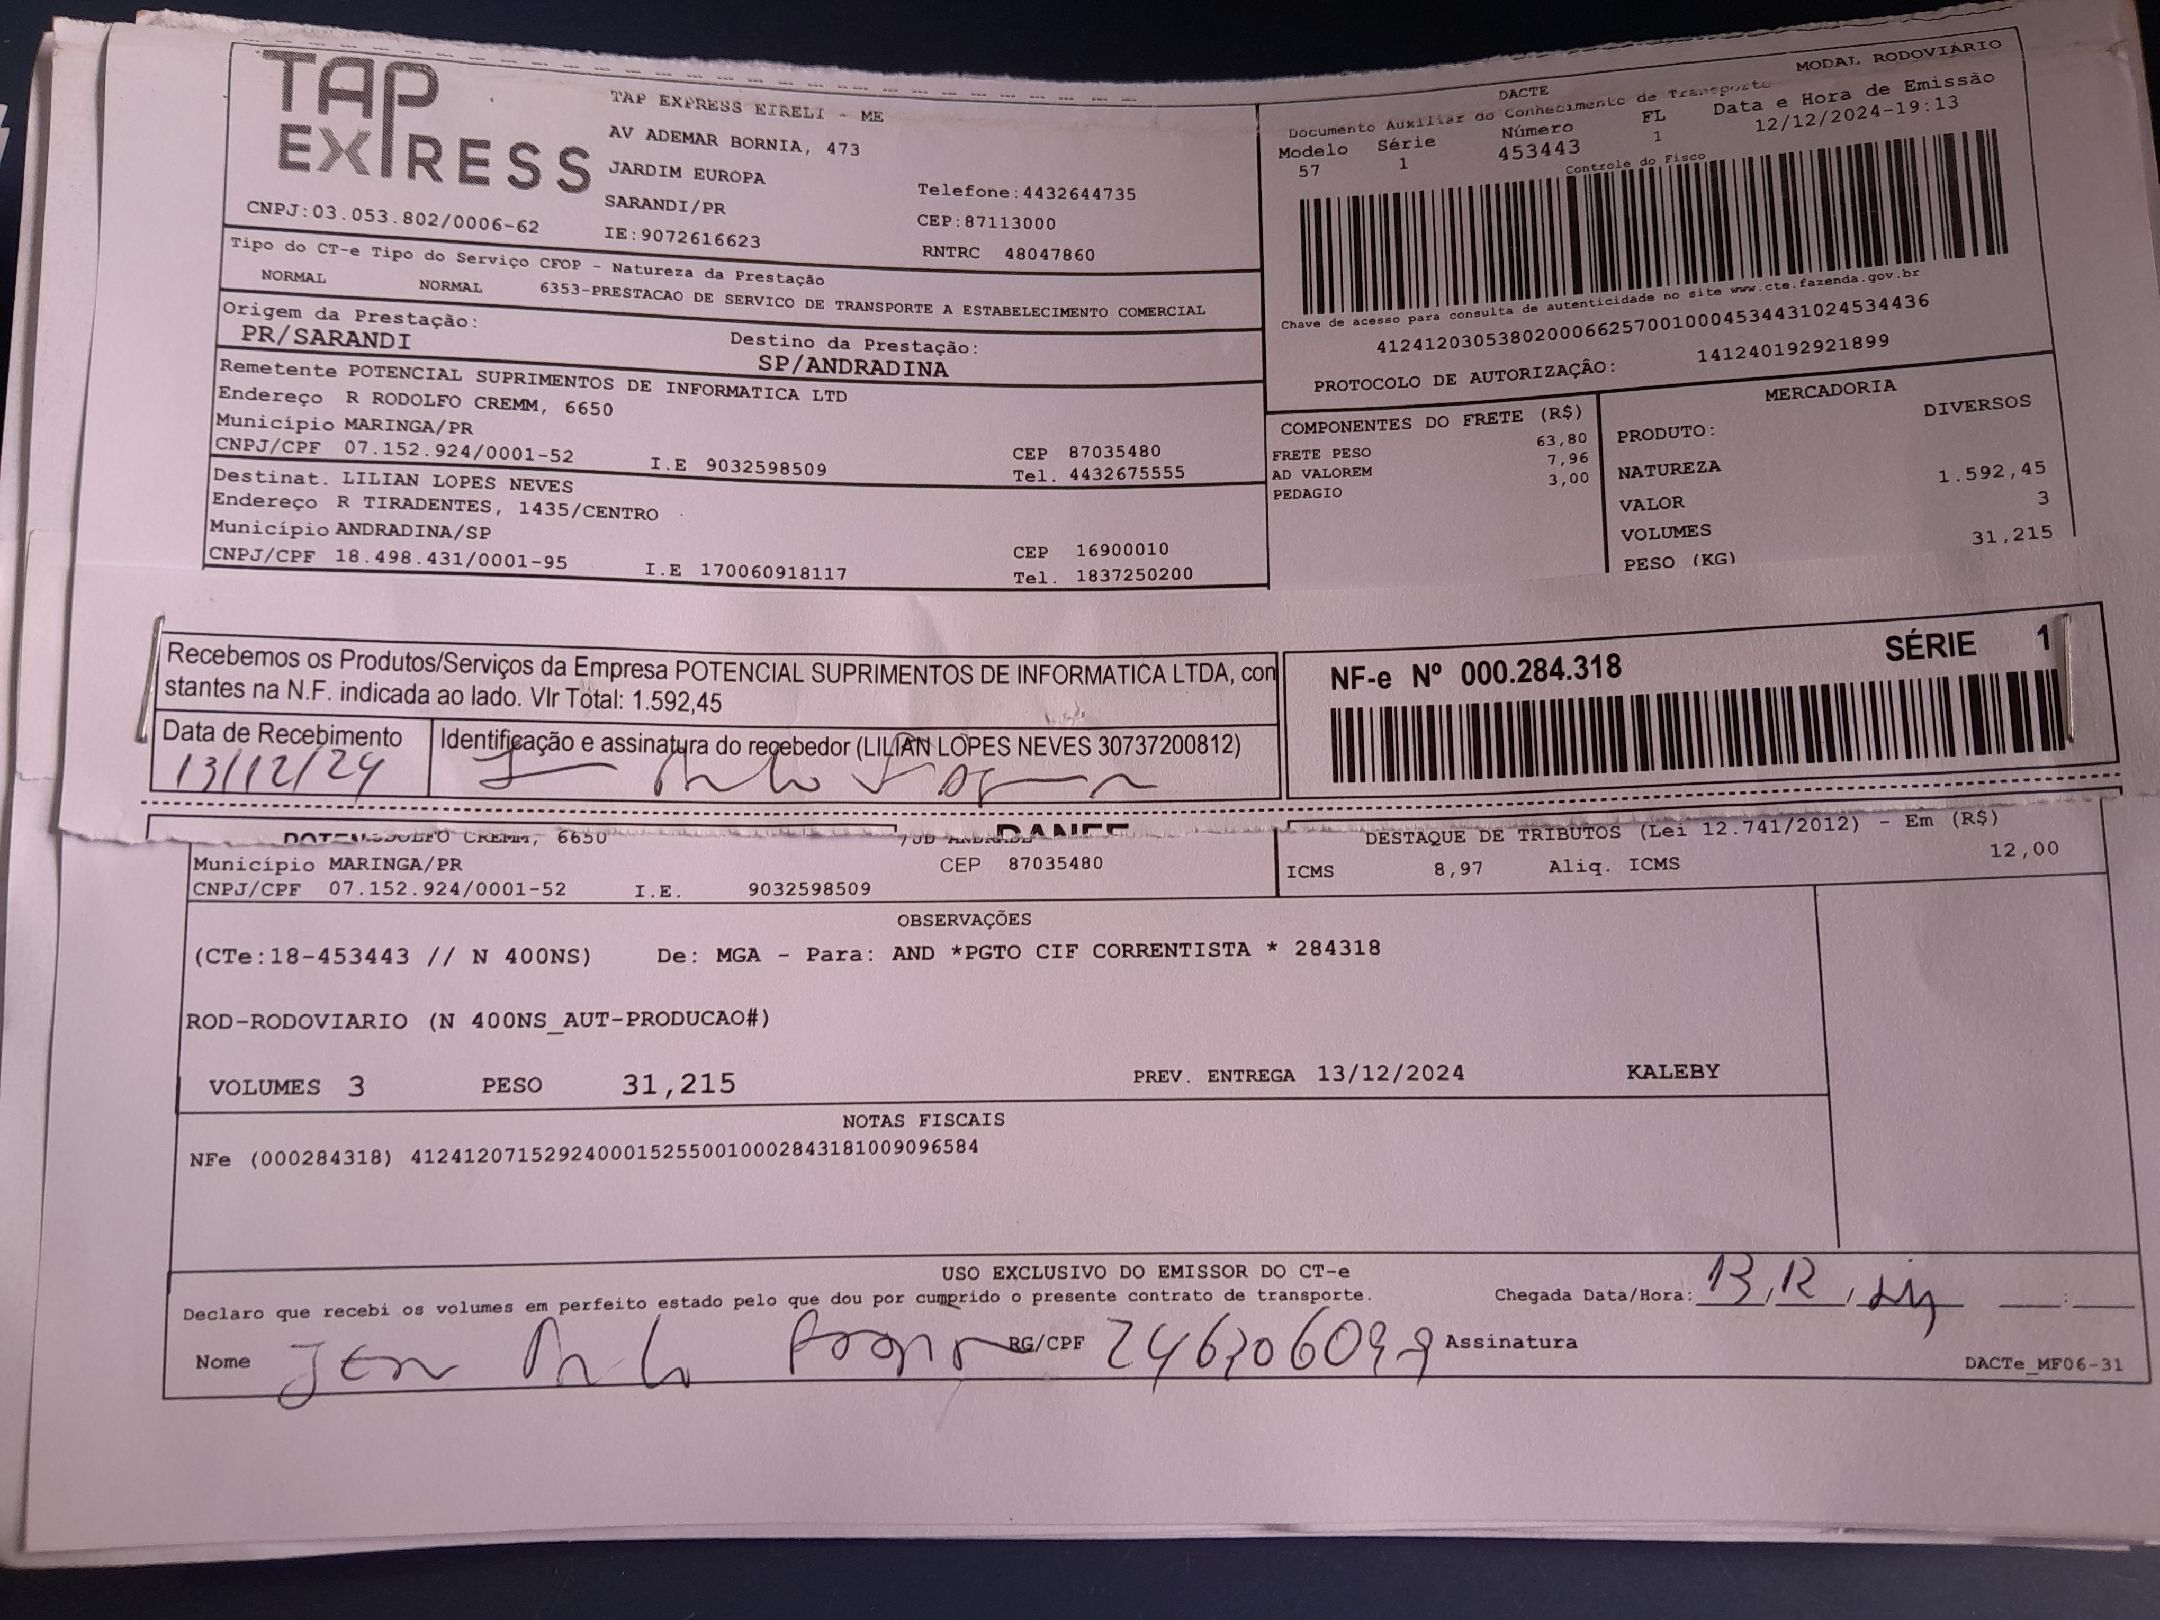 TAP EXPRESS
TAP EXPRESS EIRELI - ME
AV ADEMAR BORNIA, 473
JARDIM EUROPA
SARANDI/PR
IE:9072616623
Telefone:4432644735
CEP:87113000
RNTRC 48047860
CNPJ:03.053.802/0006-62
DACTE
MODAL RODOVIÁRIO
Documento Auxiliar do Conhecimento de Transporte
Modelo Série Número FL Data e Hora de Emissão
57 1 453443 1 12/12/2024-19:13
Controle do Fisco
Chave de acesso para consulta de autenticidade no site www.cte.fazenda.gov.br
41241203053802000662570010004534431024534436
PROTOCOLO DE AUTORIZAÇÂO: 141240192921899
Tipo do CT-e Tipo do Serviço CFOP - Natureza da Prestação
NORMAL NORMAL 6353-PRESTACAO DE SERVICO DE TRANSPORTE A ESTABELECIMENTO COMERCIAL
Origem da Prestação: Destino da Prestação:
PR/SARANDI SP/ANDRADINA
Remetente POTENCIAL SUPRIMENTOS DE INFORMATICA LTD
Endereço R RODOLFO CREMM, 6650
Município MARINGA/PR CEP 87035480
CNPJ/CPF 07.152.924/0001-52 I.E 9032598509 Tel. 4432675555
Destinat. LILIAN LOPES NEVES
Endereço R TIRADENTES, 1435/CENTRO
Município ANDRADINA/SP CEP 16900010
CNPJ/CPF 18.498.431/0001-95 I.E 170060918117 Tel. 1837250200
COMPONENTES DO FRETE (R$)
FRETE PESO 63,80
AD VALOREM 7,96
PEDAGIO 3,00
MERCADORIA
PRODUTO: DIVERSOS
NATUREZA
VALOR 1.592,45
VOLUMES 3
PESO (KG) 31,215
Recebemos os Produtos/Serviços da Empresa POTENCIAL SUPRIMENTOS DE INFORMATICA LTDA, con
stantes na N.F. indicada ao lado. Vlr Total: 1.592,45
Data de Recebimento Identificação e assinatura do recebedor (LILIAN LOPES NEVES 30737200812)
13/12/24
NF-e Nº 000.284.318 SÉRIE 1
DANFE
CREMM, 6650
Município MARINGA/PR CEP 87035480
CNPJ/CPF 07.152.924/0001-52 I.E. 9032598509
DESTAQUE DE TRIBUTOS (Lei 12.741/2012) - Em (R$)
ICMS 8,97 Aliq. ICMS 12,00
OBSERVAÇÕES
(CTe:18-453443 // N 400NS) De: MGA - Para: AND *PGTO CIF CORRENTISTA * 284318
ROD-RODOVIARIO (N 400NS_AUT-PRODUCAO#)
VOLUMES 3 PESO 31,215 PREV. ENTREGA 13/12/2024 KALEBY
NOTAS FISCAIS
NFe (000284318) 41241207152924000152550010002843181009096584
USO EXCLUSIVO DO EMISSOR DO CT-e
Declaro que recebi os volumes em perfeito estado pelo que dou por cumprido o presente contrato de transporte.
Chegada Data/Hora: 13, 12,
Nome RG/CPF Assinatura
DACTe_MF06-31